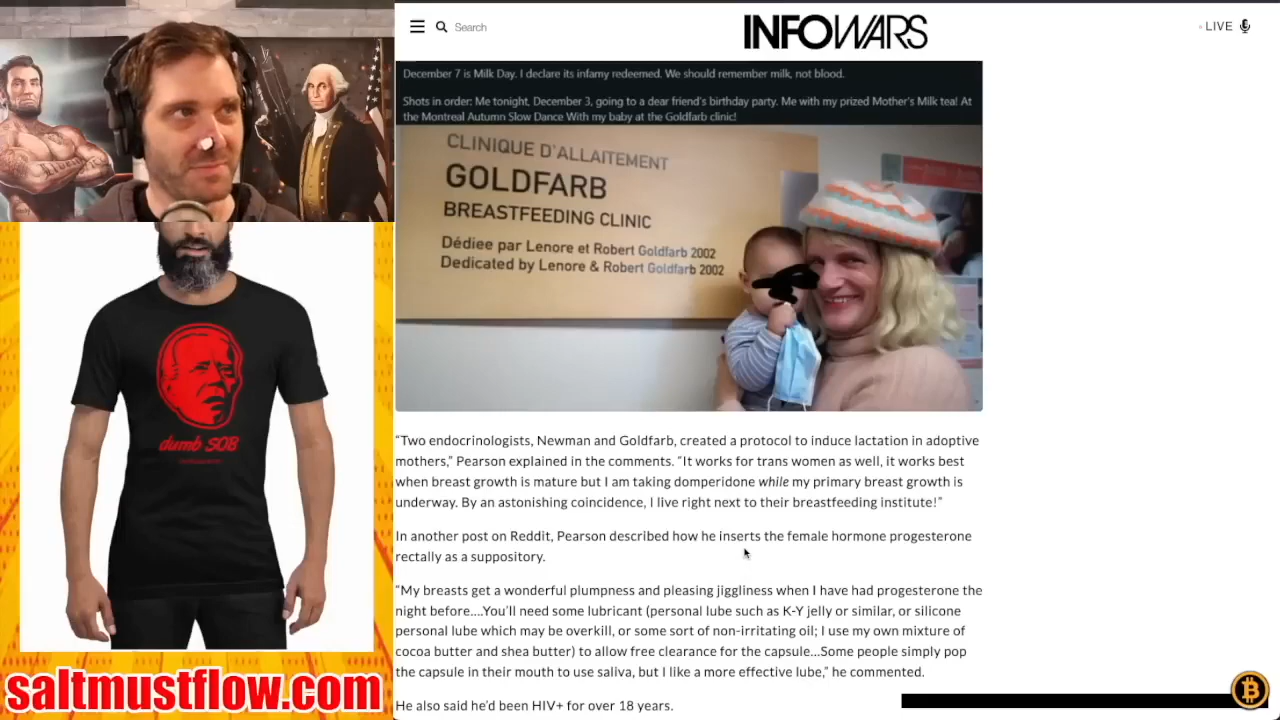 Search
INFOWARS
LIVE
December 7 is Milk Day. I declare its infamy redeemed. We should remember milk, not blood.
Shots in order: Me tonight, December 3, going to a dear friend's birthday party. Me with my prized Mother's Milk tea! At
the Montreal Autumn Slow Dance With my baby at the Goldfarb clinic!
CLINIQUE D'ALLAITEMENT
GOLDFARB
BREASTFEEDING CLINIC
Dédiee par Lenore et Robert Goldfarb 2002
Dedicated by Lenore & Robert Goldfarb 2002
"Two endocrinologists, Newman and Goldfarb, created a protocol to induce lactation in adoptive
mothers," Pearson explained in the comments. "It works for trans women as well, it works best
when breast growth is mature but I am taking domperidone while my primary breast growth is
underway. By an astonishing coincidence, I live right next to their breastfeeding institute!"
In another post on Reddit, Pearson described how he inserts the female hormone progesterone
rectally as a suppository.
"My breasts get a wonderful plumpness and pleasing jiggliness when I have had progesterone the
night before....You'll need some lubricant (personal lube such as K-Y jelly or similar, or silicone
personal lube which may be overkill, or some sort of non-irritating oil; I use my own mixture of
cocoa butter and shea butter) to allow free clearance for the capsule...Some people simply pop
the capsule in their mouth to use saliva, but I like a more effective lube," he commented.
He also said he'd been HIV+ for over 18 years.
dumb SOB
saltmustflow.com